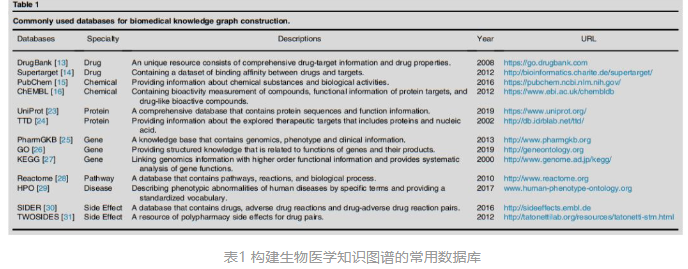 Table 1
Commonly used databases for biomedical knowledge graph construction.
Databases Specialty Descriptions Year URL
DrugBank [13] Drug An unique resource consists of comprehensive drug-target information and drug properties. 2008 https://go.drugbank.com
Supertarget [14] Drug Containing a dataset of binding affinity between drugs and targets. 2012 http://bioinformatics.charite.de/supertarget/
PubChem [15] Chemical Providing information about chemical substances and biological activities. 2016 https://pubchem.ncbi.nlm.nih.gov/
ChEMBL [16] Chemical Containing bioactivity measurement of compounds, functional information of protein targets, and 2012 https://www.ebi.ac.uk/chembldb
drug-like bioactive compounds.
UniProt [23] Protein A comprehensive database that contains protein sequences and function information. 2019 https://www.uniprot.org/
TTD [24] Protein Providing information about the explored therapeutic targets that includes proteins and nucleic 2002 http://db.idrblab.net/ttd/
acid.
PharmGKB [25] Gene A knowledge base that contains genomics, phenotype and clinical information. 2013 http://www.pharmgkb.org
GO [26] Gene Providing structured knowledge that is related to functions of genes and their products. 2019 http://geneontology.org
KEGG [27] Gene Linking genomics information with higher order functional information and provides systematic 2000 http://www.genome.ad.jp/kegg/
analysis of gene functions.
Reactome [28] Pathway A database that contains pathways, reactions, and biological process. 2010 http://www.reactome.org
HPO [29] Disease Describing phenotypic abnormalities of human diseases by specific terms and providing a 2017 www.human-phenotype-ontology.org
standardized vocabulary.
SIDER [30] Side Effect A database that contains drugs, adverse drug reactions and drug-adverse drug reaction pairs. 2016 http://sideeffects.embl.de
TWOSIDES [31] Side Effect A resource of polypharmacy side effects for drug pairs. 2012 http://tatonettilab.org/resources/tatonetti-stm.html
表1 构建生物医学知识图谱的常用数据库